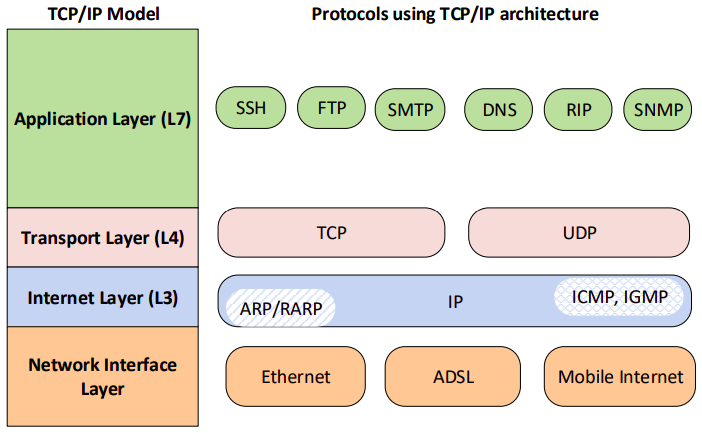 TCP/IP Model
Protocols using TCP/IP architecture
Application Layer (L7)
SSH
FTP
SMTP
DNS
RIP
SNMP
Transport Layer (L4)
TCP
UDP
Internet Layer (L3)
ARP/RARP
IP
ICMP, IGMP
Network Interface
Layer
Ethernet
ADSL
Mobile Internet